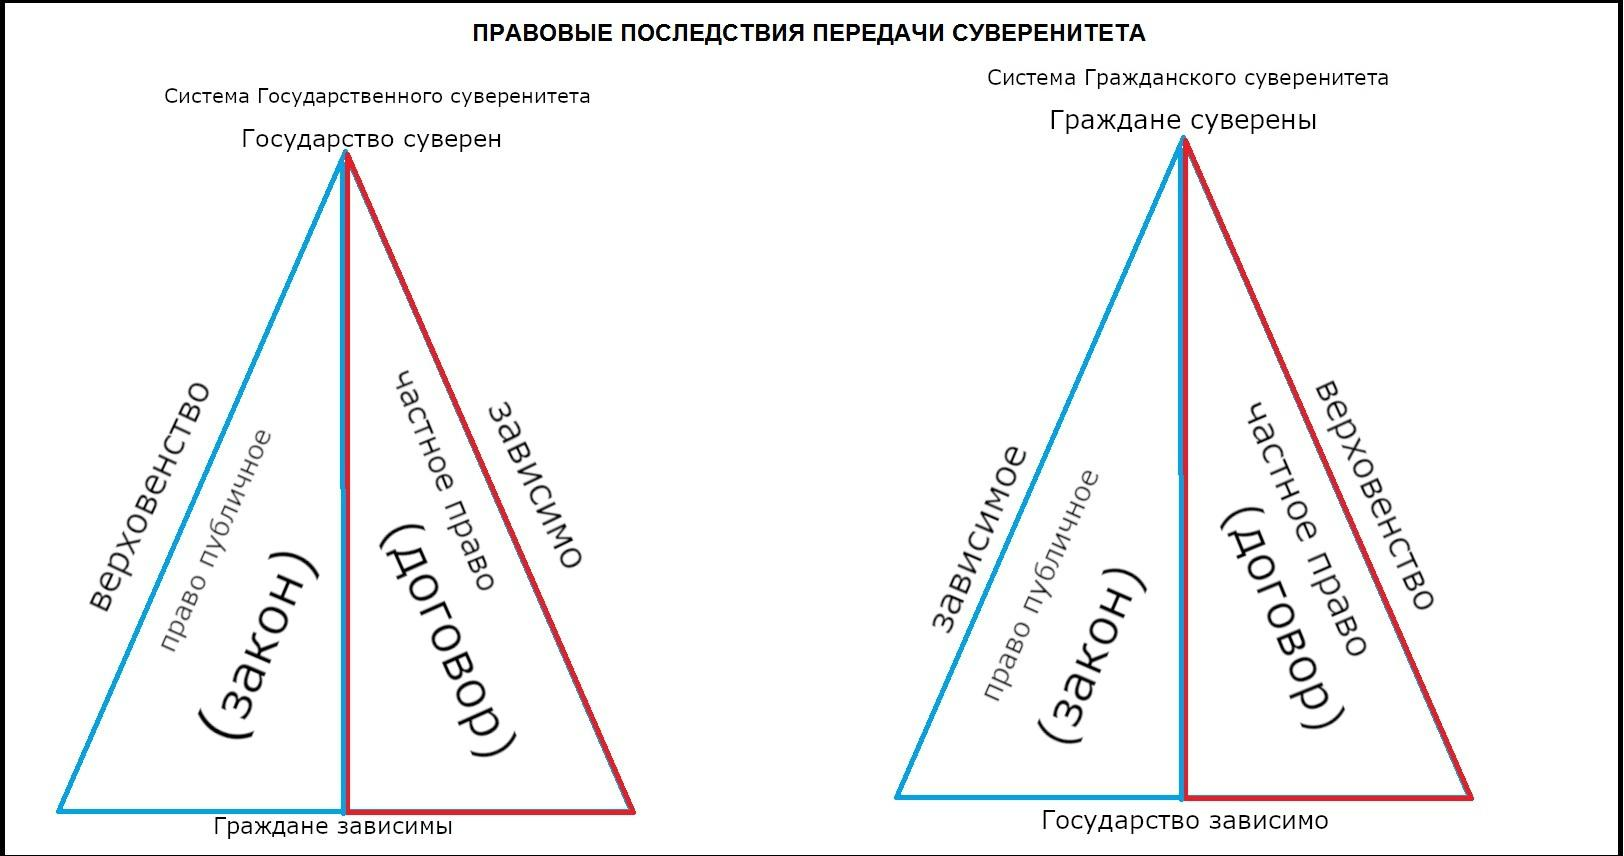 ПРАВОВЫЕ ПОСЛЕДСТВИЯ ПЕРЕДАЧИ СУВЕРЕНИТЕТА
Система Государственного суверенитета
Государство суверен
верховенство
право публичное
(закон)
частное право
(договор)
зависимо
Граждане зависимы
Система Гражданского суверенитета
Граждане суверены
зависимое
право публичное
(закон)
частное право
(договор)
верховенство
Государство зависимо